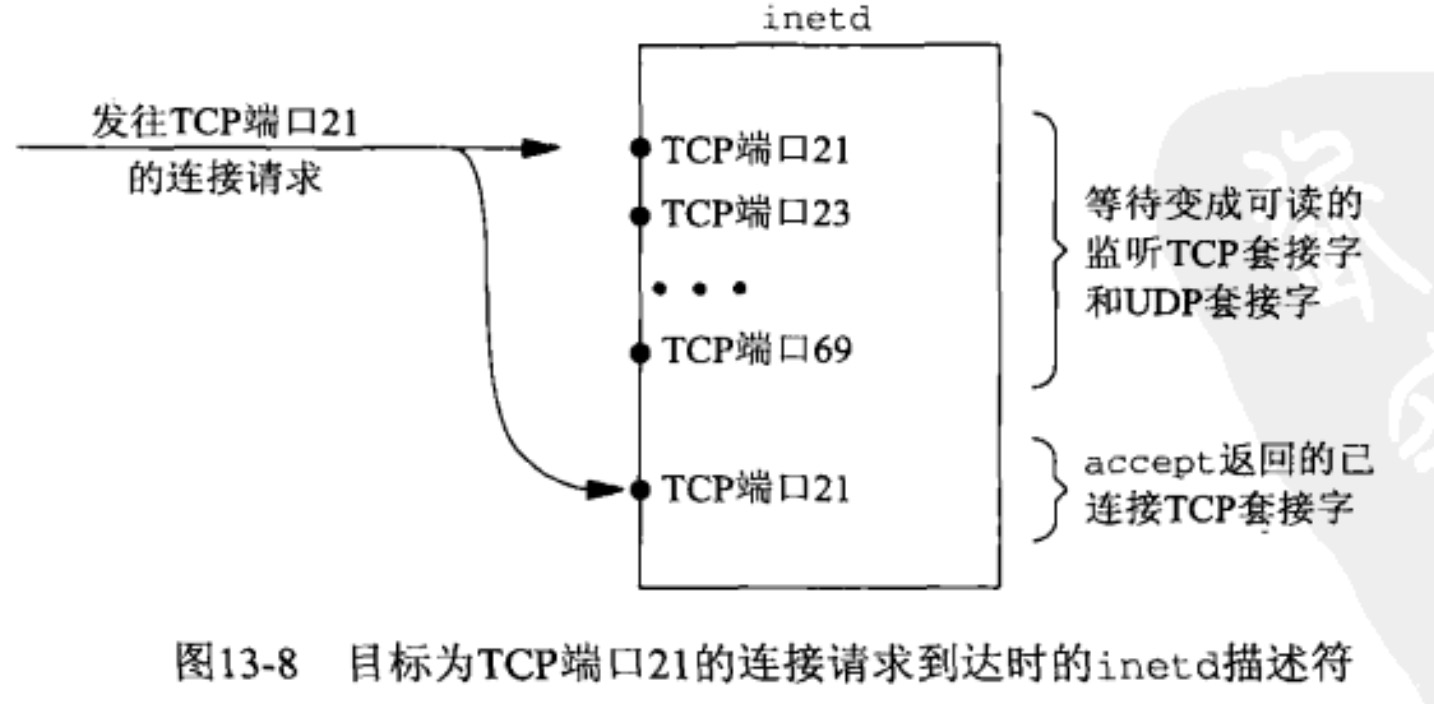 inetd
发往TCP端口21
的连接请求
TCP端口21
TCP端口23
• • •
TCP端口69
等待变成可读的
监听TCP套接字
和UDP套接字
TCP端口21
accept返回的已
连接TCP套接字
图13-8 目标为TCP端口21的连接请求到达时的inetd描述符